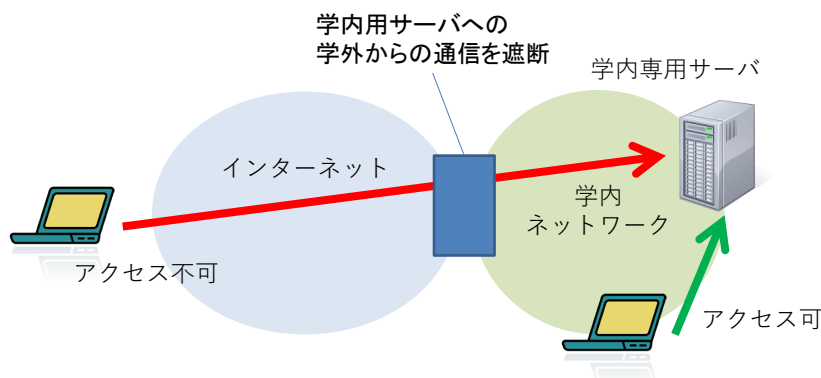 学内用サーバへの
学外からの通信を遮断
学内専用サーバ
インターネット
学内
ネットワーク
アクセス不可
アクセス可